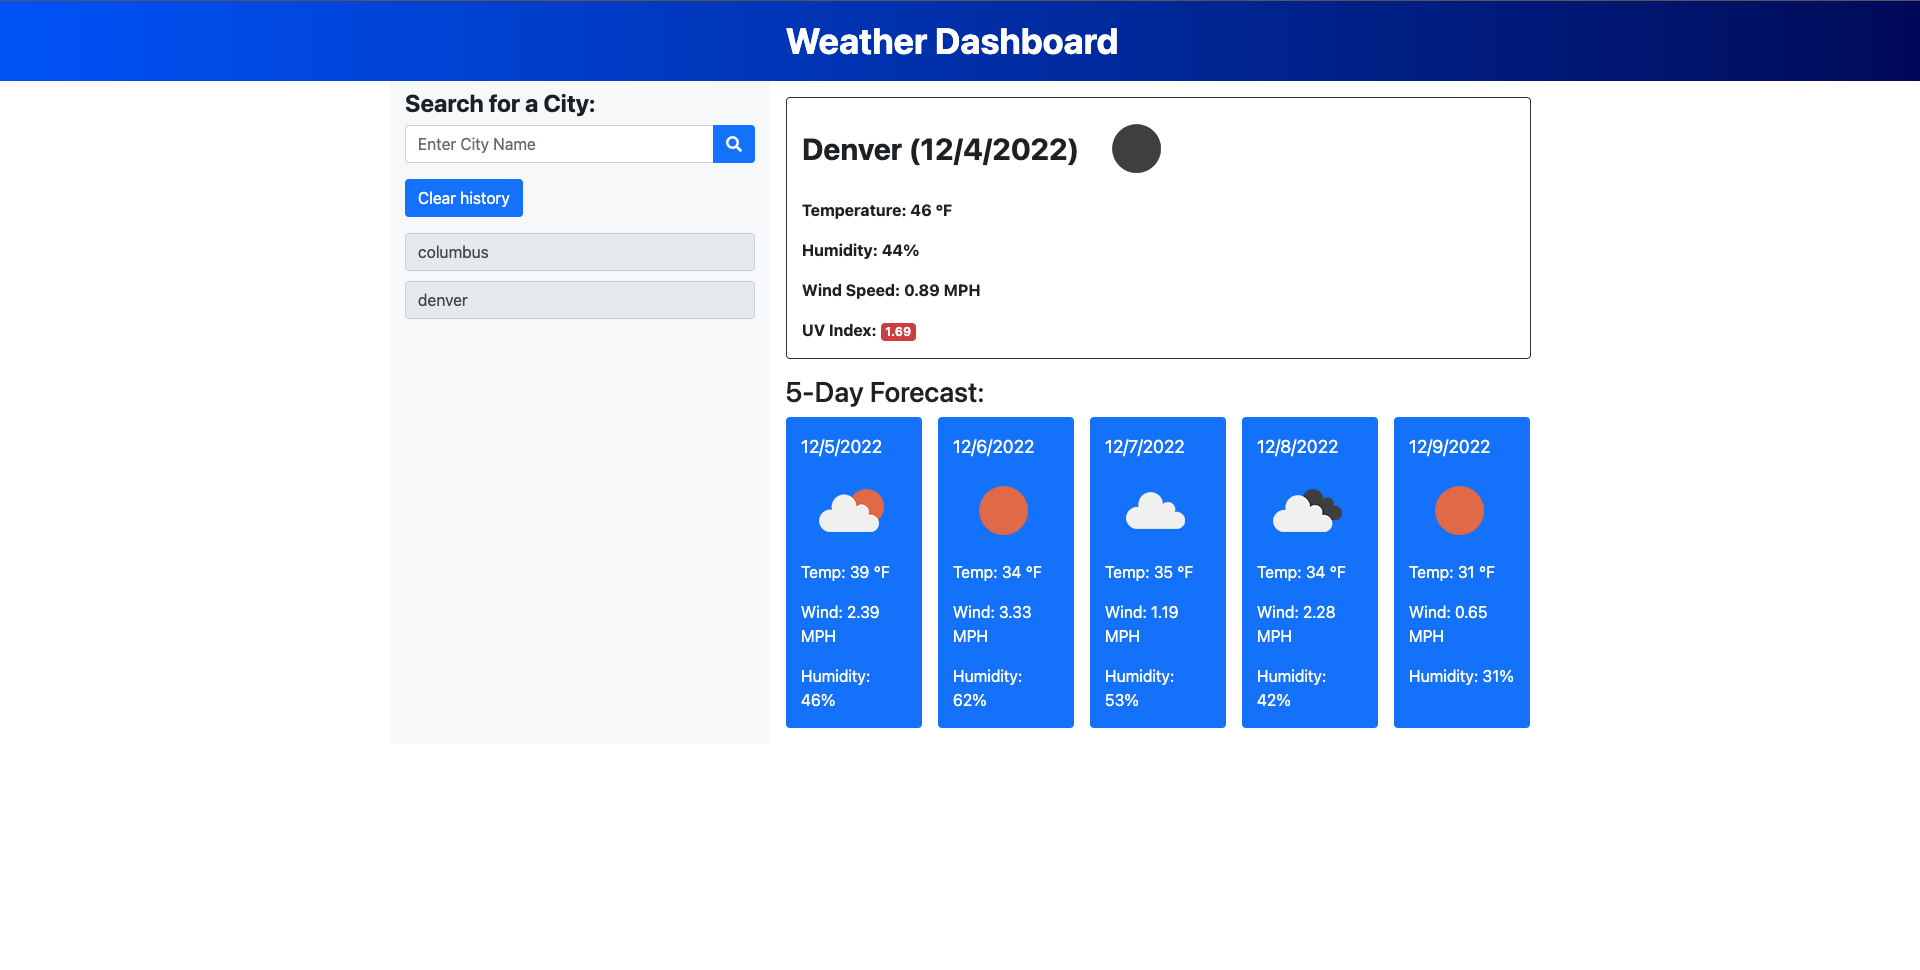 Weather Dashboard
Search for a City:
Enter City Name
Clear history
columbus
denver
Denver (12/4/2022)
Temperature: 46 °F
Humidity: 44%
Wind Speed: 0.89 MPH
UV Index: 1.69
5-Day Forecast:
12/5/2022
Temp: 39 °F
Wind: 2.39
MPH
Humidity:
46%
12/6/2022
Temp: 34 °F
Wind: 3.33
MPH
Humidity:
62%
12/7/2022
Temp: 35 °F
Wind: 1.19
MPH
Humidity:
53%
12/8/2022
Temp: 34 °F
Wind: 2.28
MPH
Humidity:
42%
12/9/2022
Temp: 31 °F
Wind: 0.65
MPH
Humidity: 31%